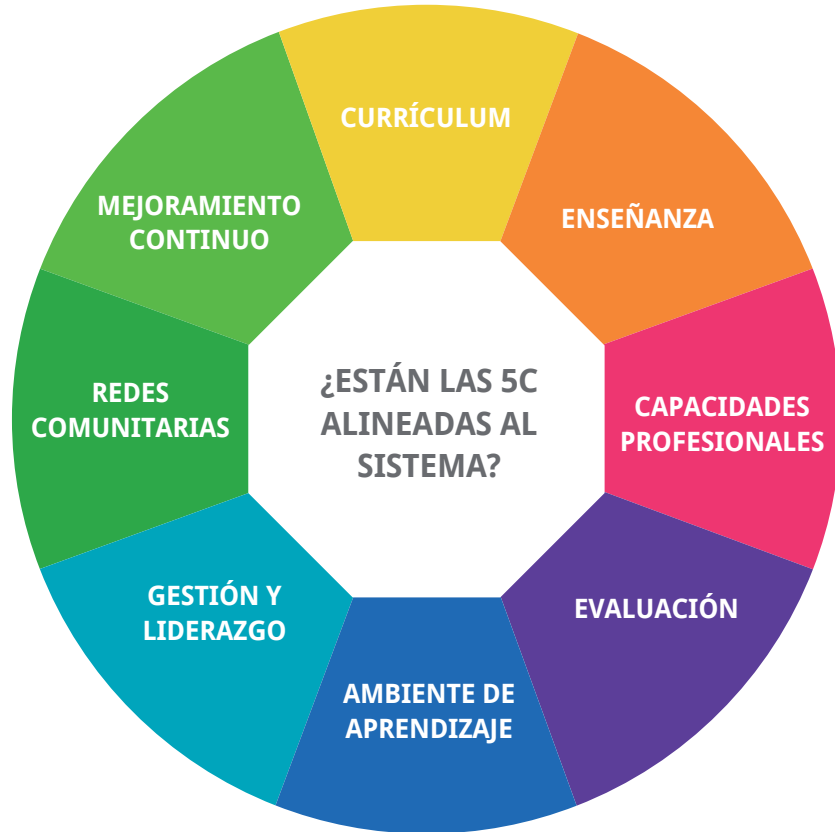 CURRÍCULUM
ENSEÑANZA
CAPACIDADES
PROFESIONALES
EVALUACIÓN
AMBIENTE DE
APRENDIZAJE
GESTIÓN Y
LIDERAZGO
REDES
COMUNITARIAS
MEJORAMIENTO
CONTINUO
¿ESTÁN LAS 5C
ALINEADAS AL
SISTEMA?